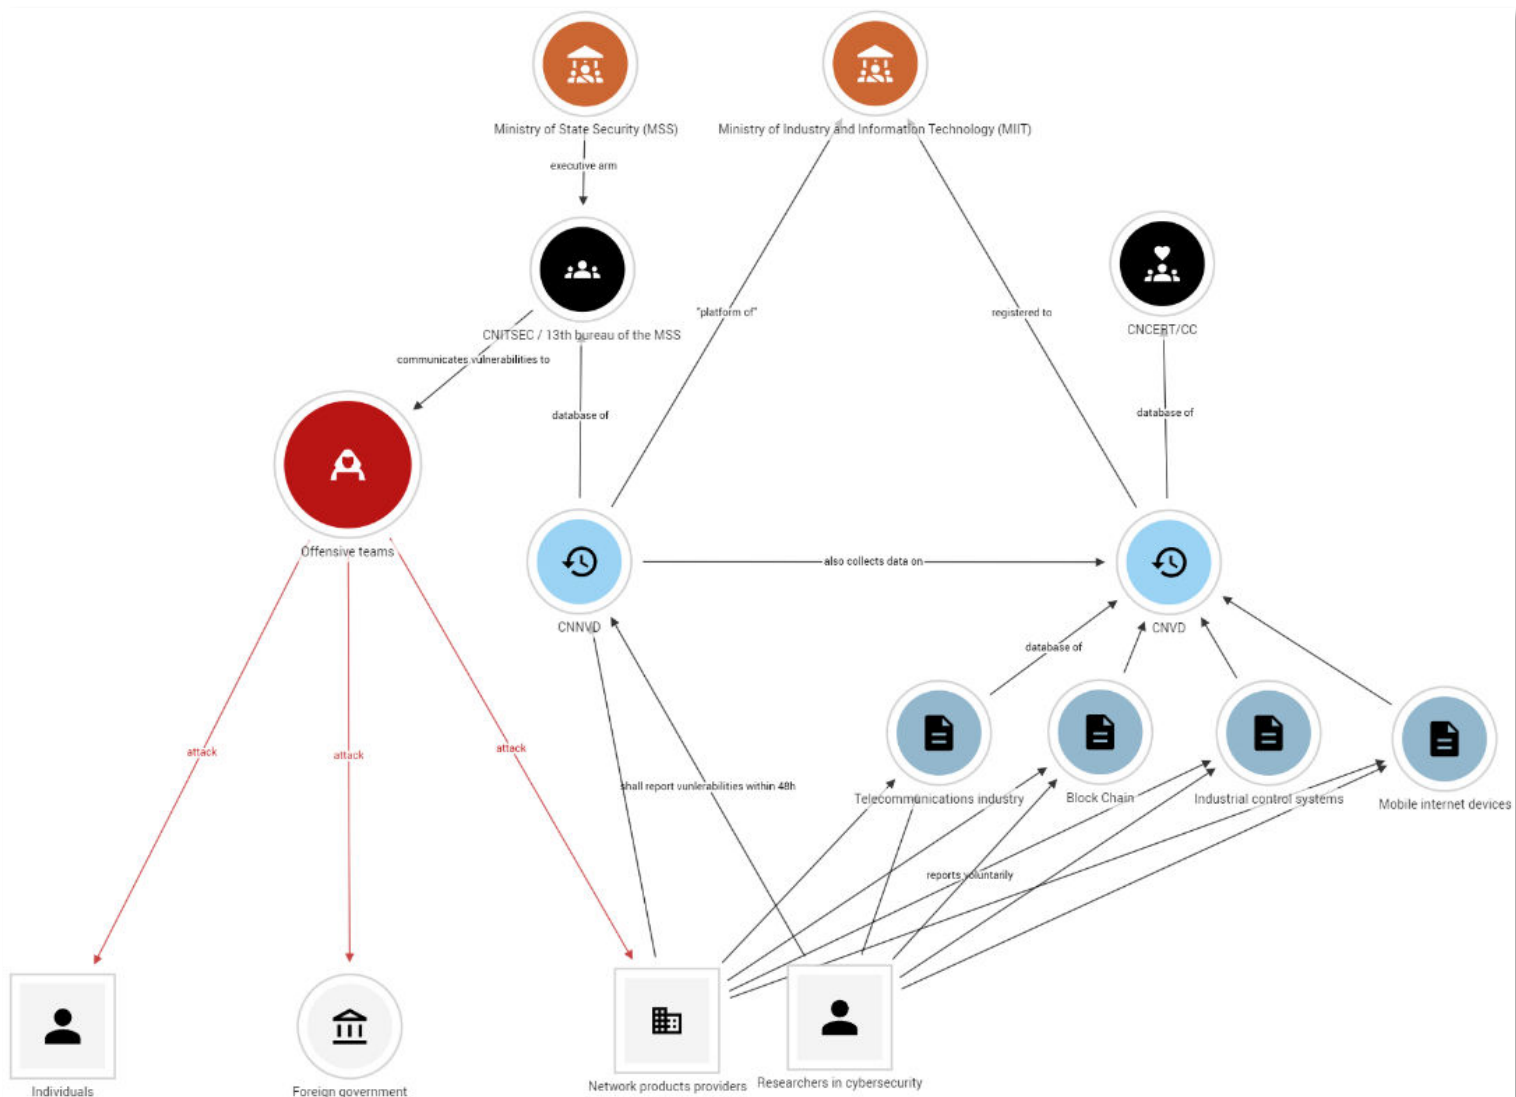 Ministry of State Security (MSS)
Ministry of Industry and Information Technology (MIIT)
executive arm
CNITSEC / 13th bureau of the MSS
"platform of"
registered to
CNCERT/CC
communicates vulnerabilities to
database of
database of
Offensive teams
also collects data on
CNNVD
CNVD
database of
attack
attack
attack
shall report vunlerabilities within 48h
Telecommunications industry
Block Chain
Industrial control systems
Mobile internet devices
reports voluntarily
Individuals
Foreign government
Network products providers
Researchers in cybersecurity